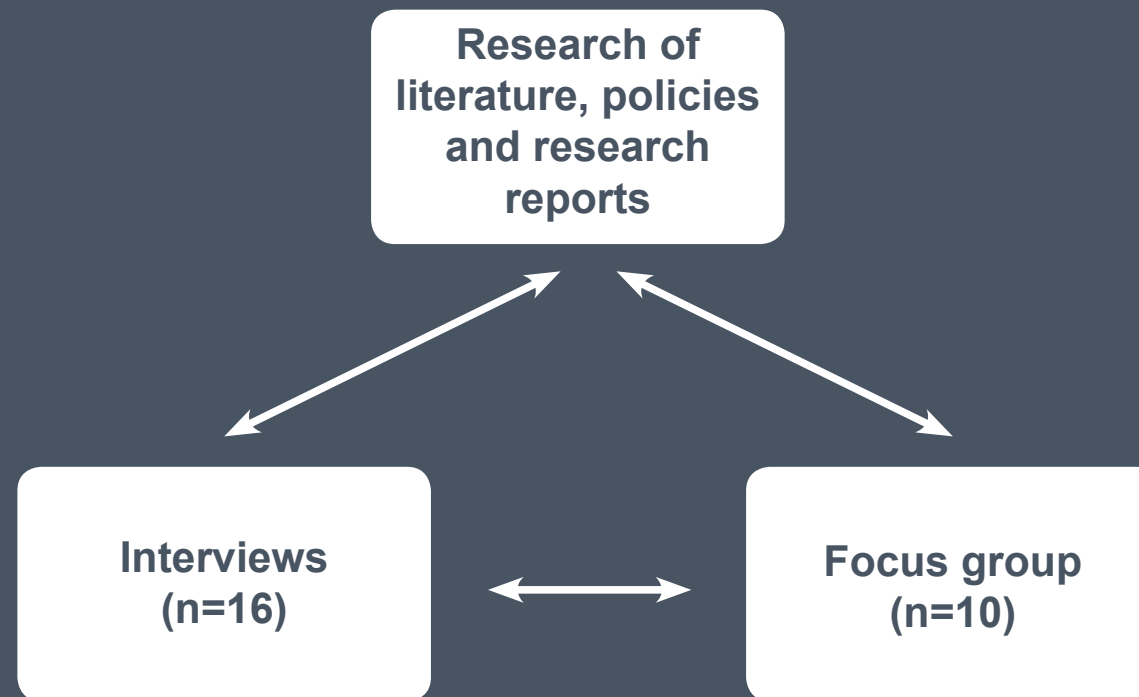 Research of
literature, policies
and research
reports
Interviews
(n=16)
Focus group
(n=10)